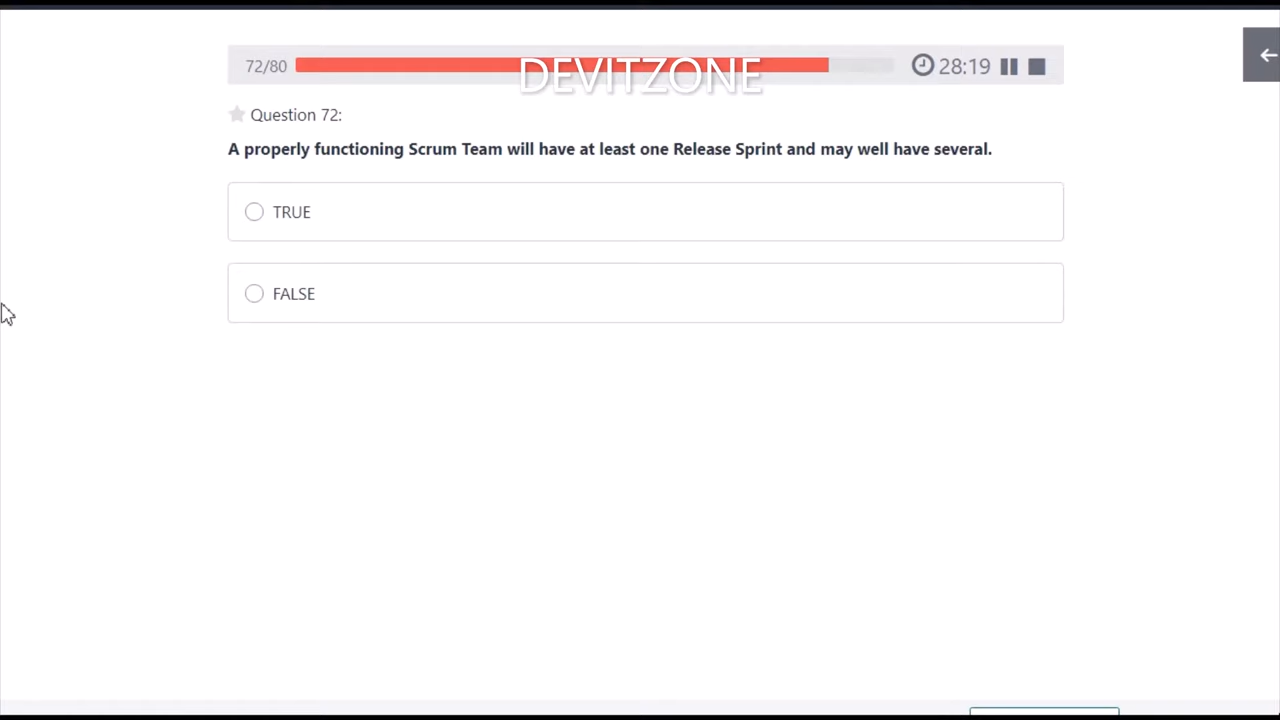 72/80
DEVITZONE
28:19
Question 72:
A properly functioning Scrum Team will have at least one Release Sprint and may well have several.
TRUE
FALSE